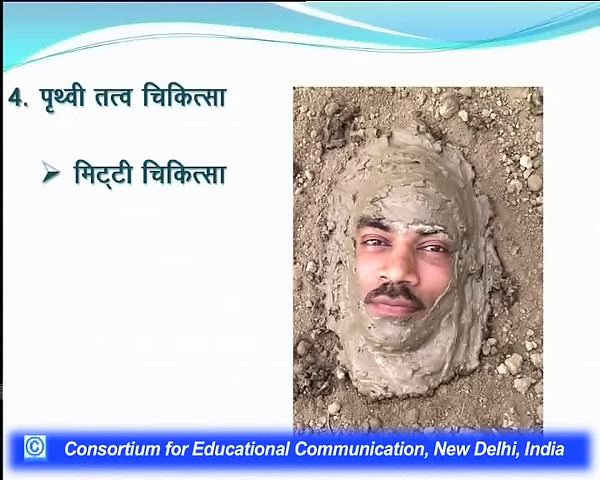 4. पृथ्वी तत्व चिकित्सा
➢ मिट्टी चिकित्सा
© Consortium for Educational Communication, New Delhi, India